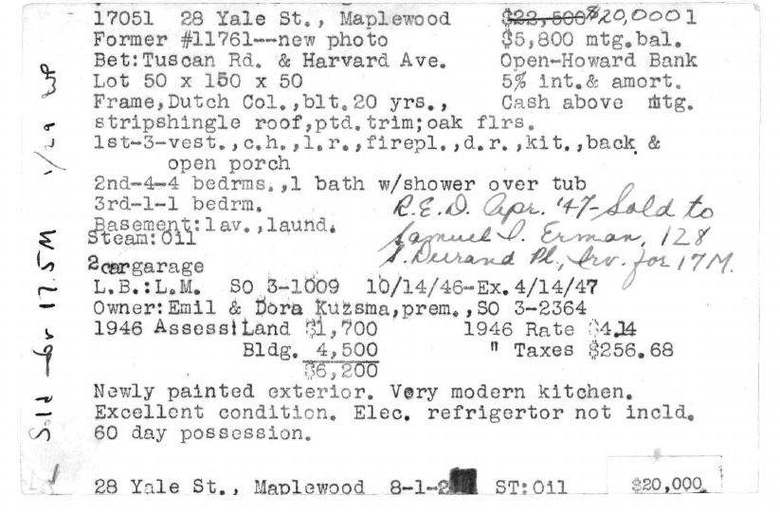 17051 28 Yale St., Maplewood $22,500 $20,000 1
Former #11761--new photo $5,800 mtg.bal.
Bet:Tuscan Rd. & Harvard Ave. Open-Howard Bank
Lot 50 x 150 x 50 5% int.& amort.
Frame,Dutch Col.,blt.20 yrs., Cash above mtg.
stripshingle roof,ptd.trim;oak flrs.
1st-3-vest.,c.h.,l.r.,firepl.,d.r.,kit.,back &
open porch
2nd-4-4 bedrms.,1 bath w/shower over tub
3rd-1-1 bedrm.
Basement:lav.,laund.
Steam:Oil
2cargarage
R.E.D. Apr. '47-Sold to
Samuel I. Erman, 128
S. Durand Pl., Irv. for 17M.
L.B.:L.M. SO 3-1009 10/14/46-Ex.4/14/47
Owner:Emil & Dora Kuzsma,prem.,SO 3-2364
1946 Assess:Land $1,700 1946 Rate $4.14
Bldg. 4,500 " Taxes $256.68
$6,200
Newly painted exterior. Very modern kitchen.
Excellent condition. Elec. refrigertor not incld.
60 day possession.
28 Yale St., Maplewood 8-1-2 ST:Oil $20,000.
Sold for 17.5M 1/29 WP